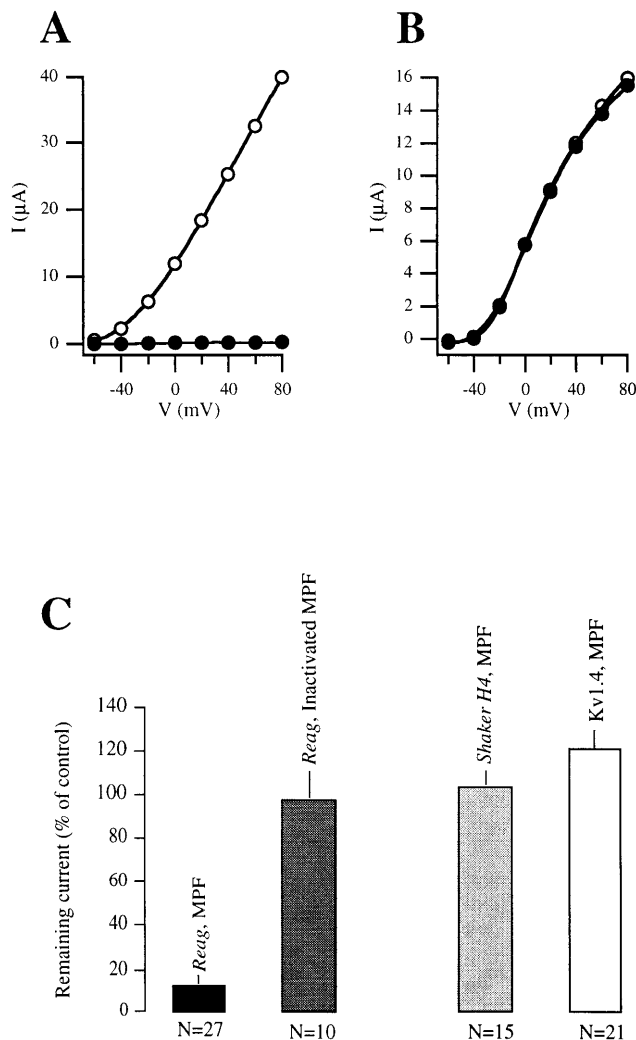 A
40
30
20
10
0
I (µA)
-40 0 40 80
V (mV)
B
16
14
12
10
8
6
4
2
0
I (µA)
-40 0 40 80
V (mV)
C
140
120
100
80
60
40
20
0
Remaining current (% of control)
Reag, MPF
Reag, Inactivated MPF
Shaker H4, MPF
Kv1.4, MPF
N=27 N=10 N=15 N=21